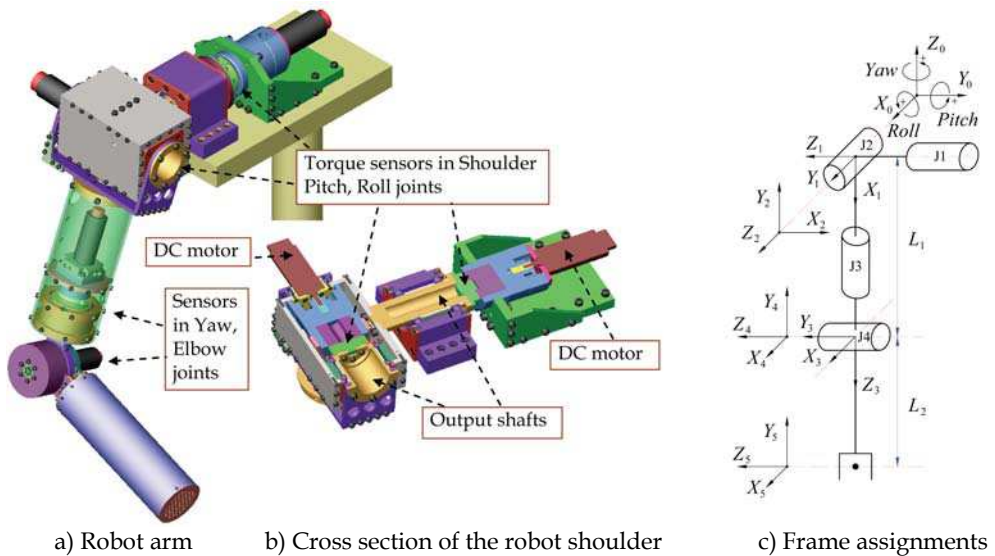 Torque sensors in Shoulder
Pitch, Roll joints
DC motor
Sensors
in Yaw,
Elbow
joints
DC motor
Output shafts
Z0
Yaw
Y0
X0
Roll
Pitch
Z1
J2
J1
Y1
X1
Y2
X2
Z2
L1
J3
Y4
Z4
Y3
J4
X4
X3
Z3
L2
Y5
Z5
X5
a) Robot arm
b) Cross section of the robot shoulder
c) Frame assignments